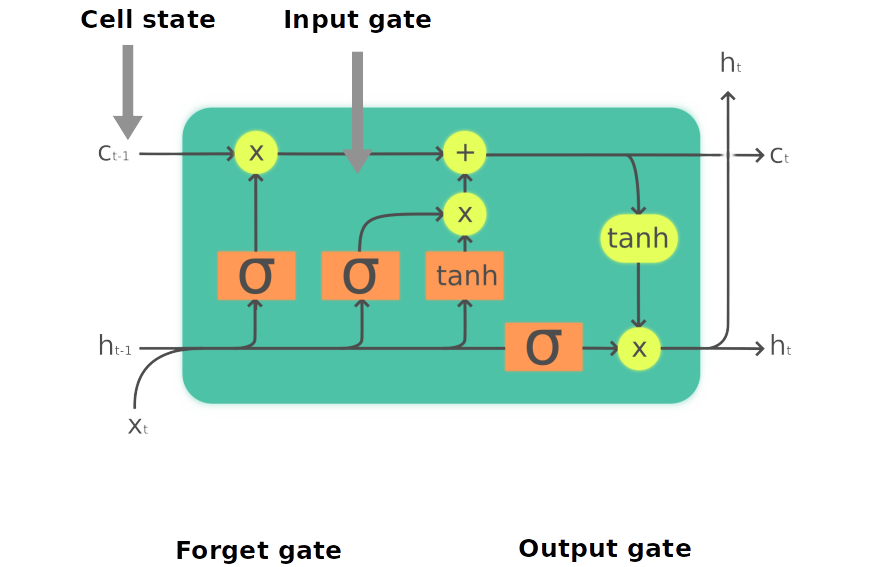 Cell state
Input gate
hₜ
cₜ₋₁
x
+
cₜ
x
tanh
σ
σ
tanh
hₜ₋₁
σ
x
hₜ
xₜ
Forget gate
Output gate